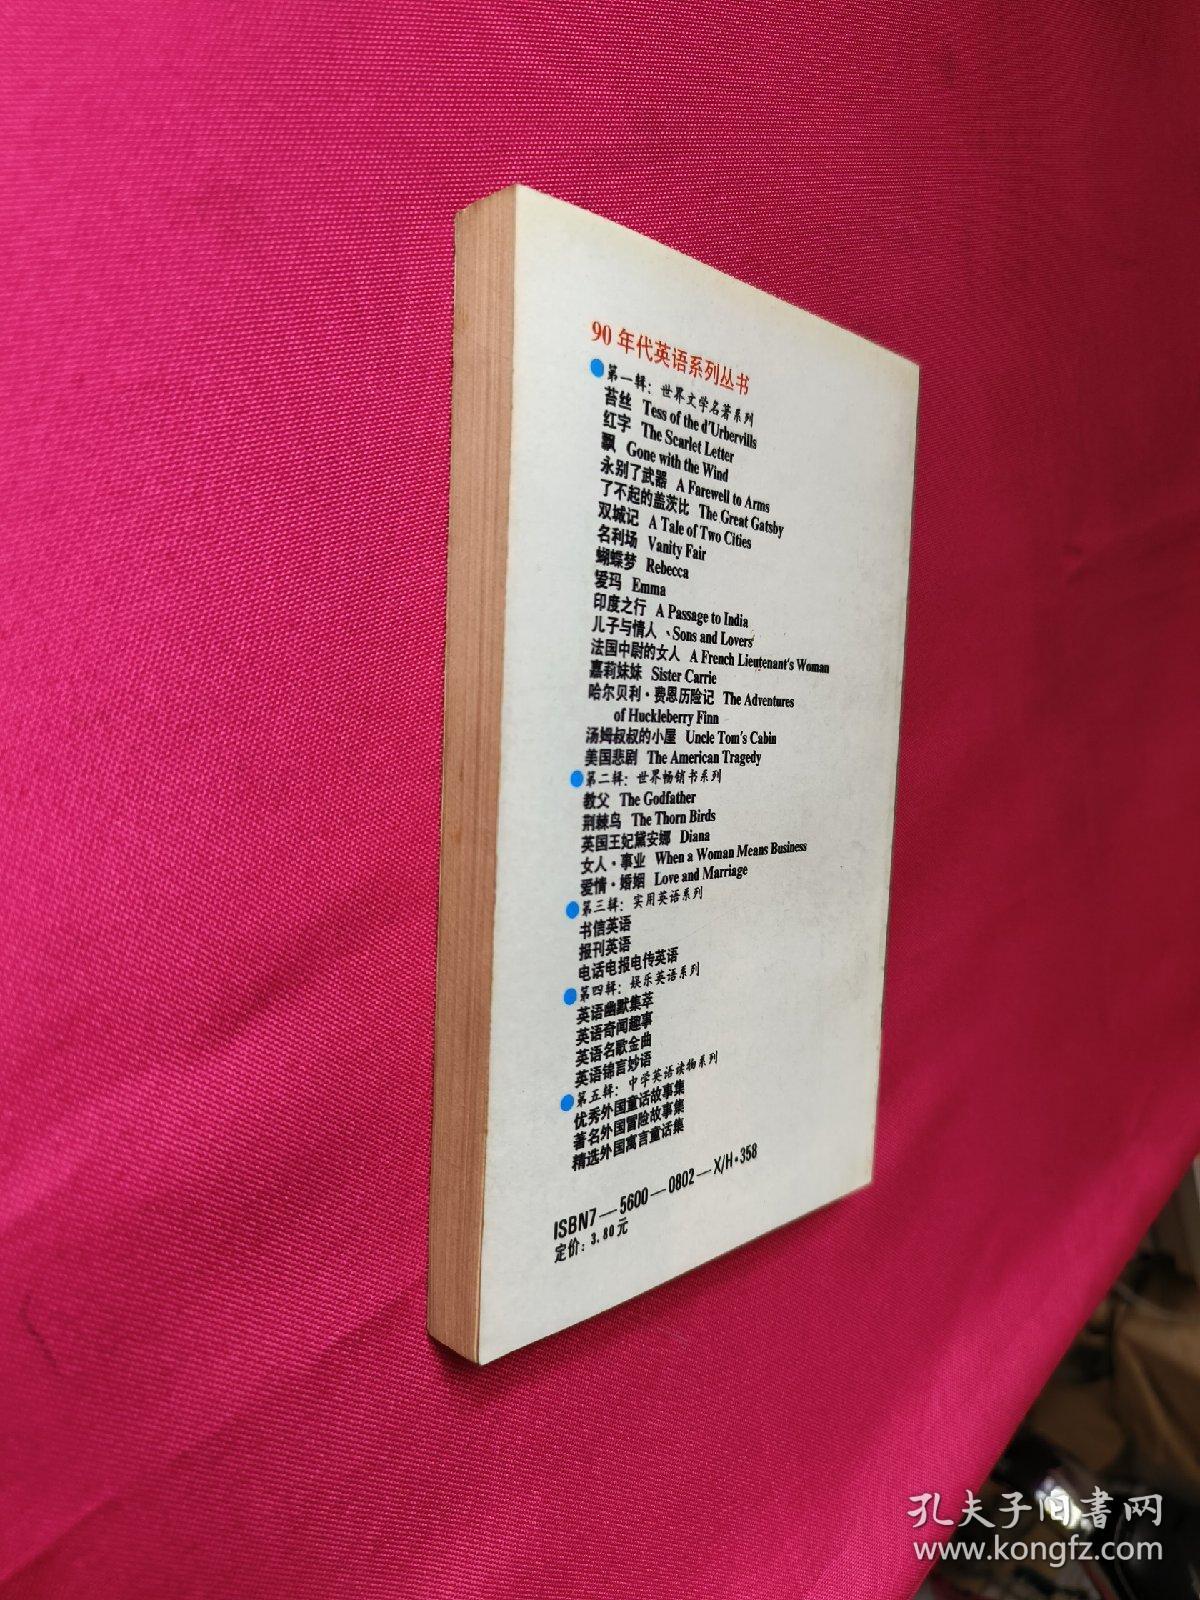 90 年代英语系列丛书
第一辑：世界文学名著系列
苔丝 Tess of the d'Urbervills
红字 The Scarlet Letter
飘 Gone with the Wind
永别了武器 A Farewell to Arms
了不起的盖茨比 The Great Gatsby
双城记 A Tale of Two Cities
名利场 Vanity Fair
蝴蝶梦 Rebecca
爱玛 Emma
印度之行 A Passage to India
儿子与情人 Sons and Lovers
法国中尉的女人 A French Lieutenant's Woman
嘉莉妹妹 Sister Carrie
哈尔贝利·费恩历险记 The Adventures
of Huckleberry Finn
汤姆叔叔的小屋 Uncle Tom's Cabin
美国悲剧 The American Tragedy
第二辑：世界畅销书系列
教父 The Godfather
荆棘鸟 The Thorn Birds
英国王妃黛安娜 Diana
女人·事业 When a Woman Means Business
爱情·婚姻 Love and Marriage
第三辑：实用英语系列
书信英语
报刊英语
电话电报电传英语
第四辑：娱乐英语系列
英语幽默集萃
英语奇闻趣事
英语名歌金曲
英语锦言妙语
第五辑：中学英语读物系列
优秀外国童话故事集
著名外国冒险故事集
精选外国寓言童话集
ISBN7—5600—0802—X/H·358
定价：3.80元
孔夫子旧書网
www.kongfz.com